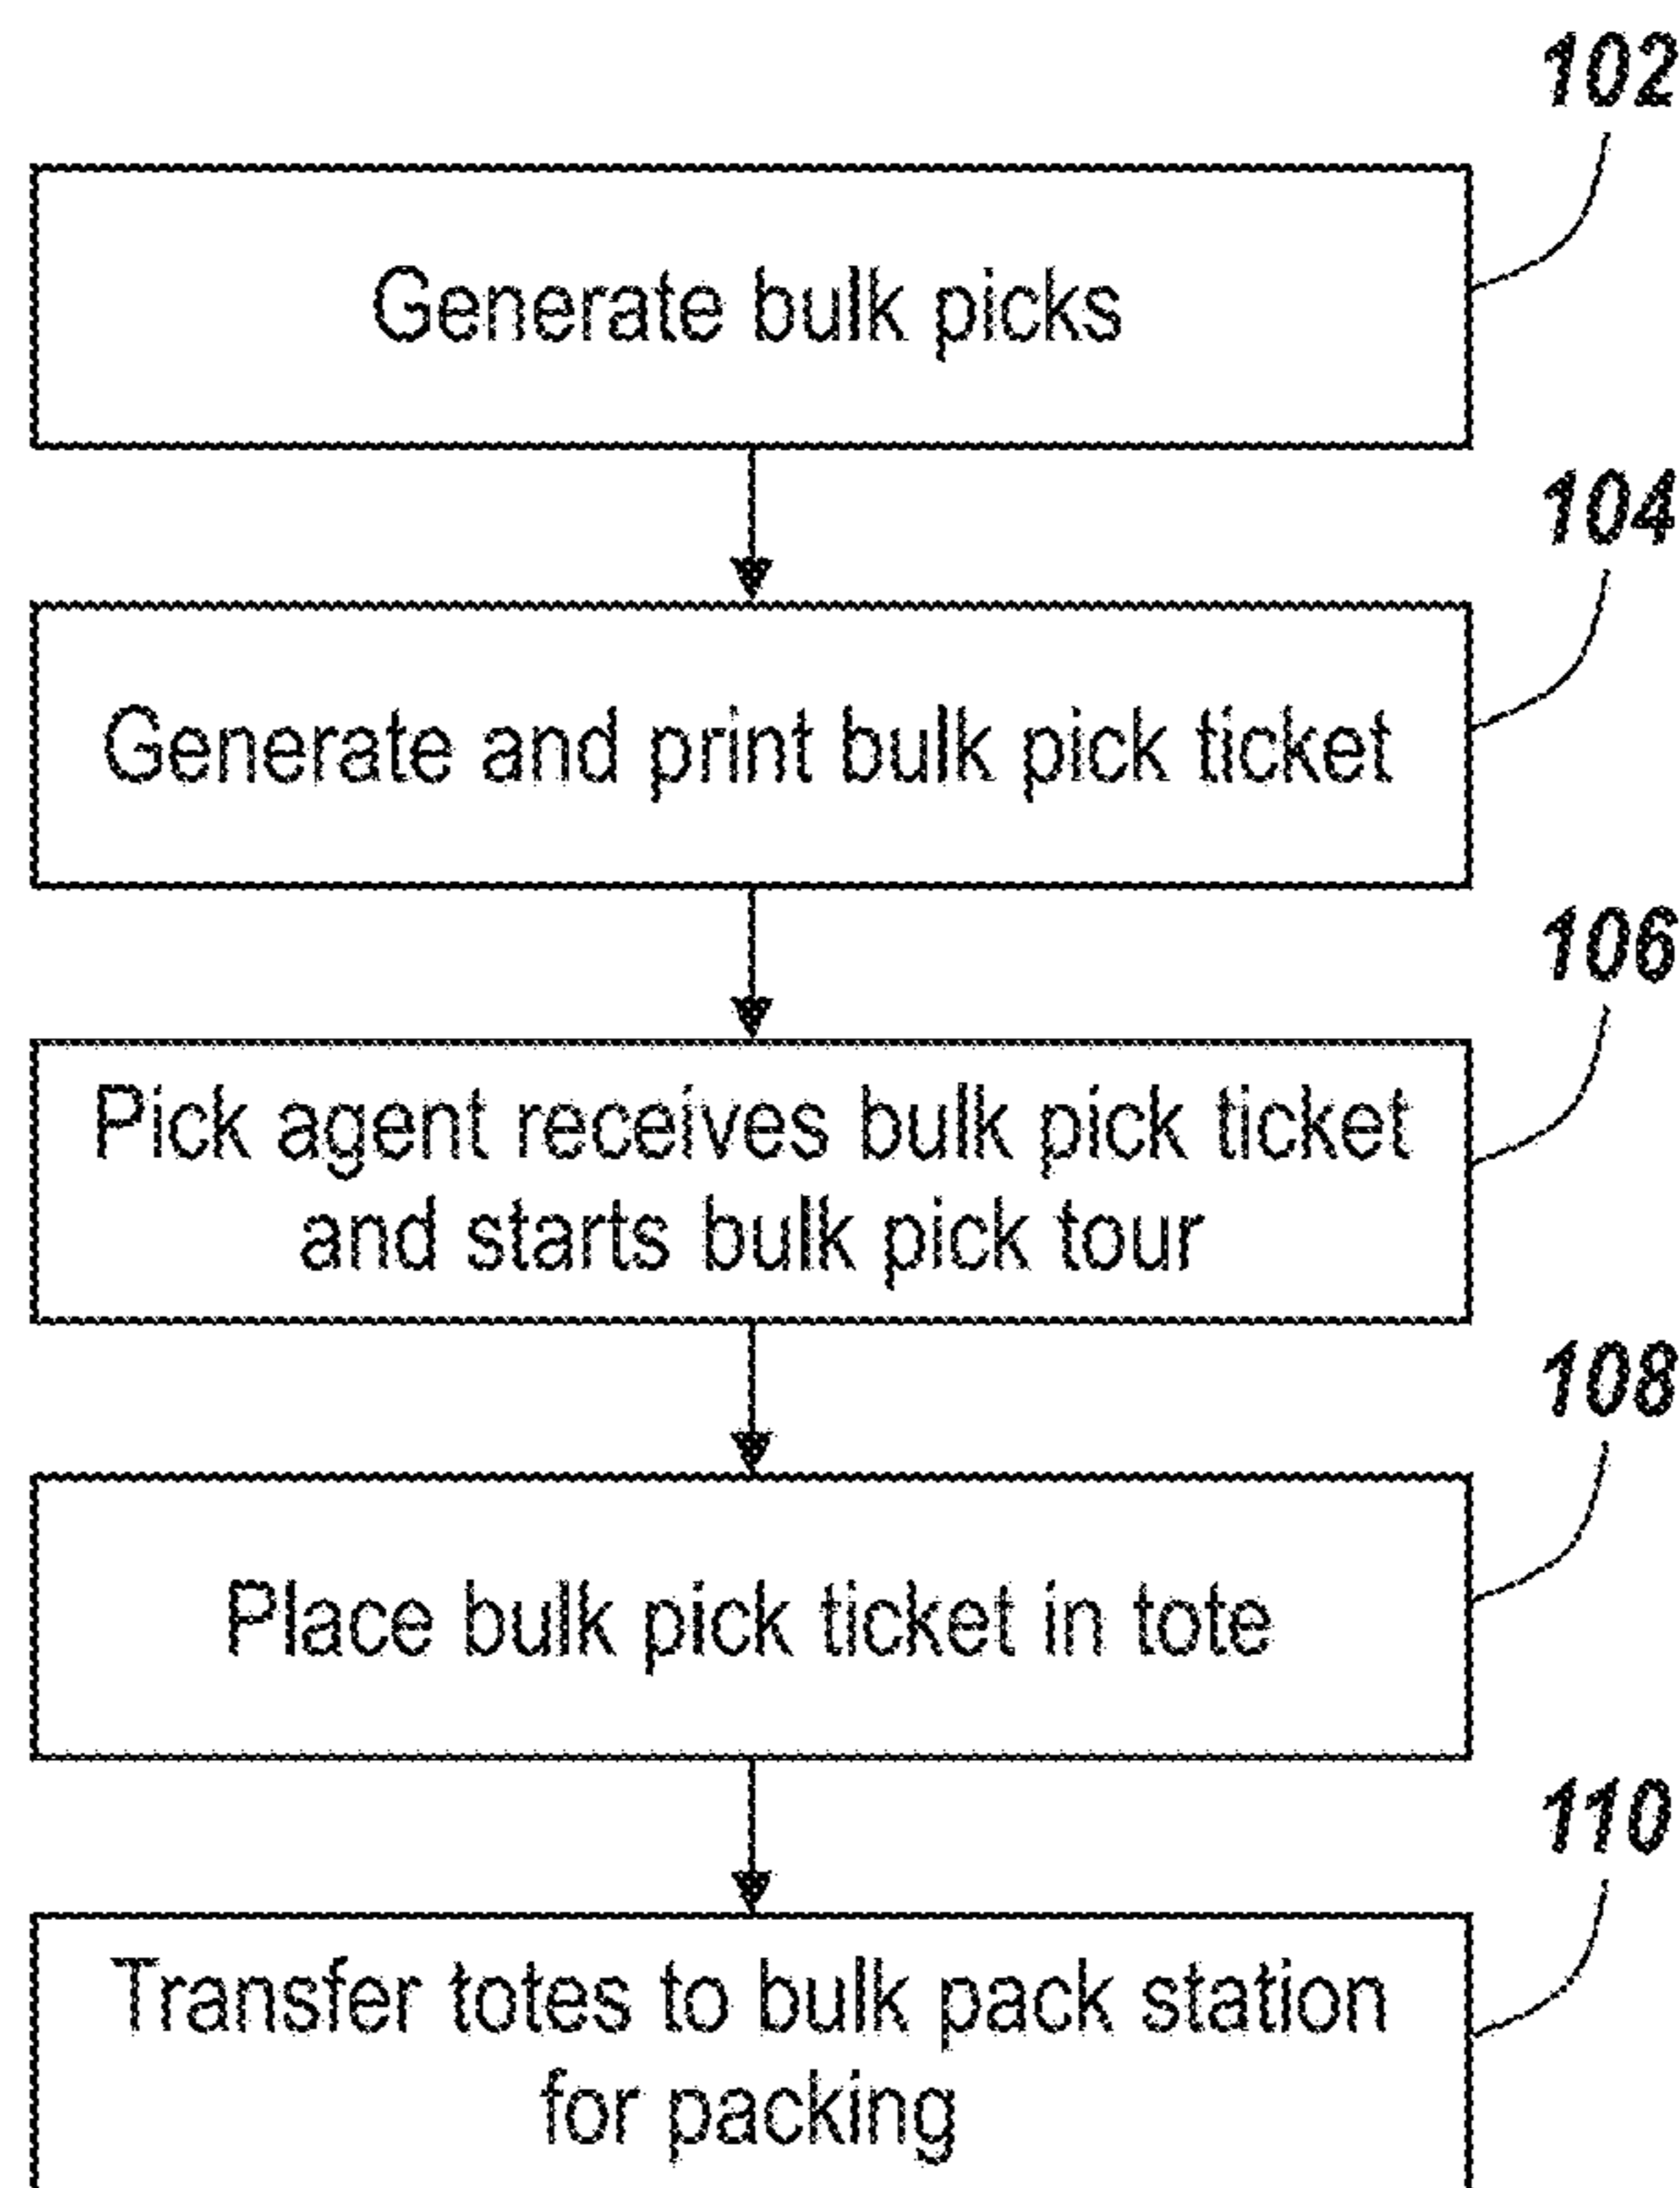 102
Generate bulk picks
104
Generate and print bulk pick ticket
106
Pick agent receives bulk pick ticket
and starts bulk pick tour
108
Place bulk pick ticket in tote
110
Transfer totes to bulk pack station
for packing